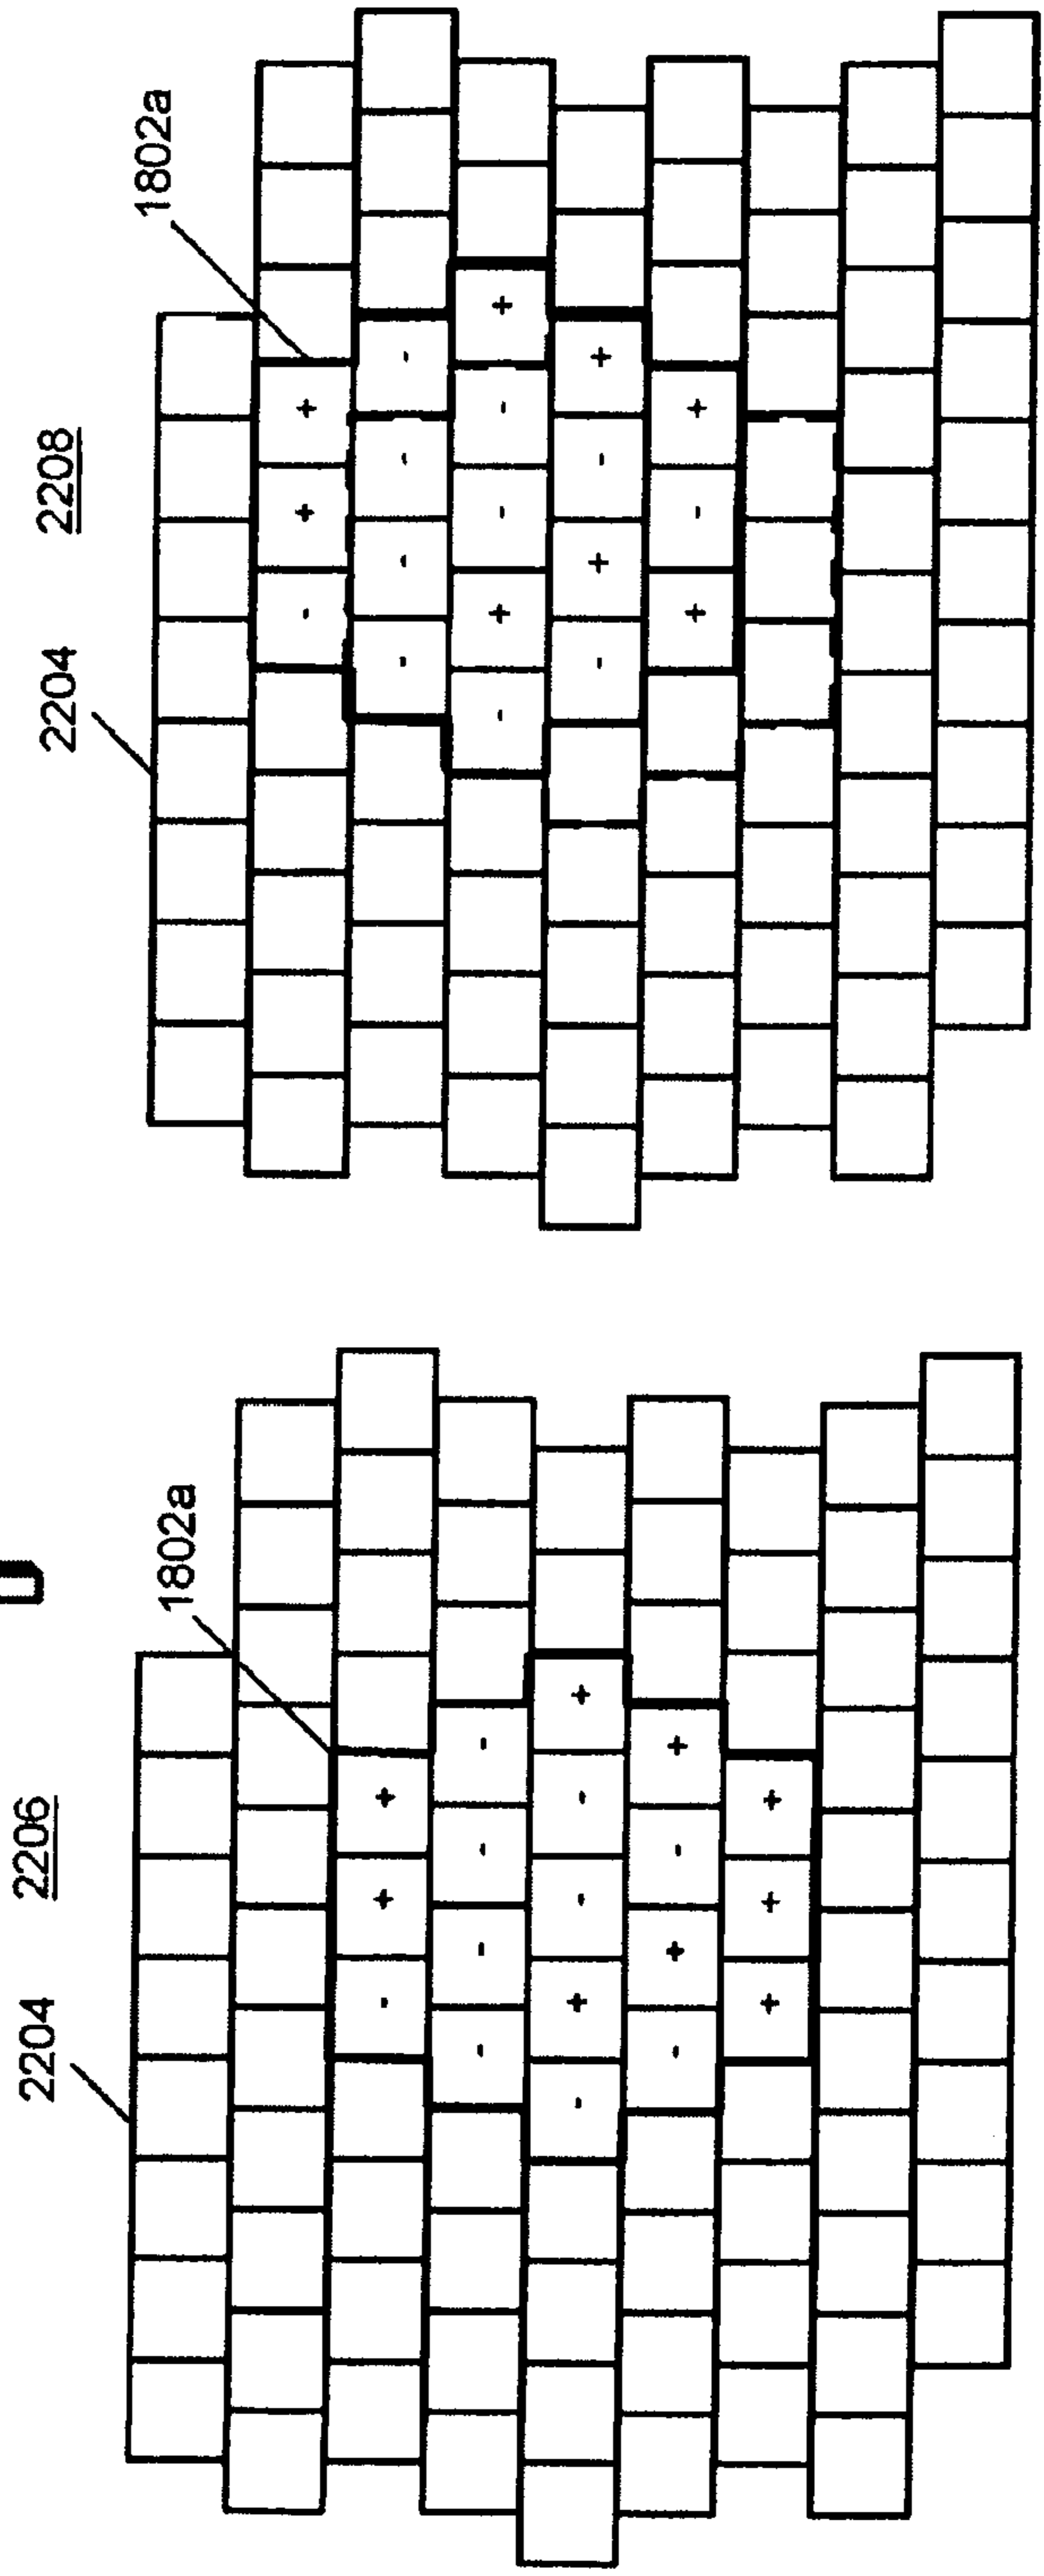 2204
2206
1802a
- + +
- - - -
- + - - +
- + - +
+ + +
2204
2208
1802a
- + +
- - - -
- + - - +
- + - +
+ - +